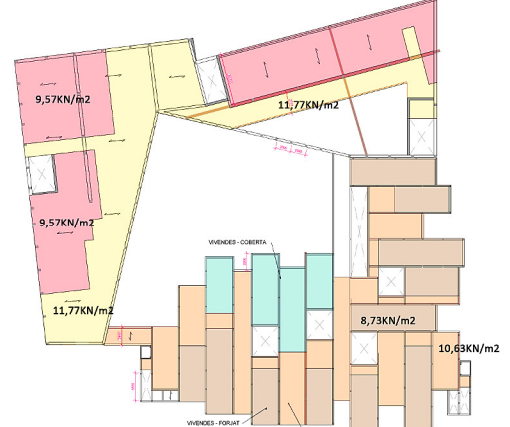 9,57KN/m2
11,77KN/m2
9,57KN/m2
VIVENDES - COBERTA
11,77KN/m2
8,73KN/m2
10,63KN/m2
VIVENDES - FORJAT